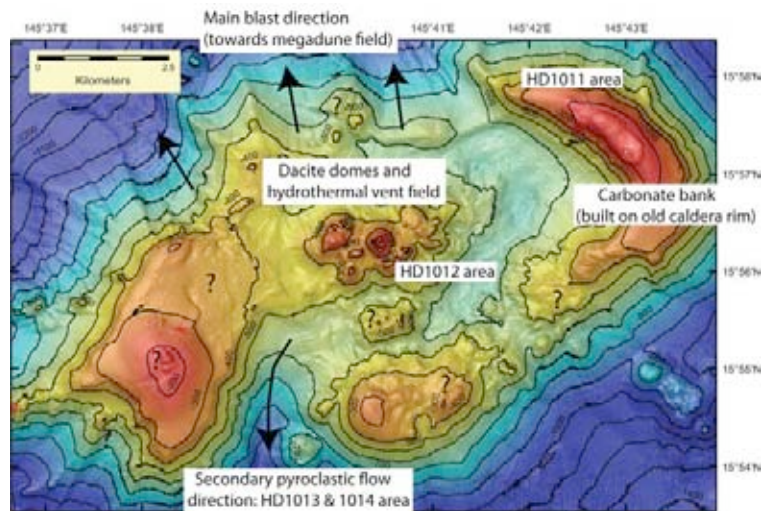 Main blast direction
(towards megadune field)
145°37'E
145°38'E
145°41'E
145°42'E
145°43'E
0
2.5
Kilometers
HD1011 area
15°58'N
?
Dacite domes and
hydrothermal vent field
15°57'N
Carbonate bank
(built on old caldera rim)
HD1012 area
15°56'N
?
?
?
?
?
15°55'N
15°54'N
Secondary pyroclastic flow
direction: HD1013 & 1014 area